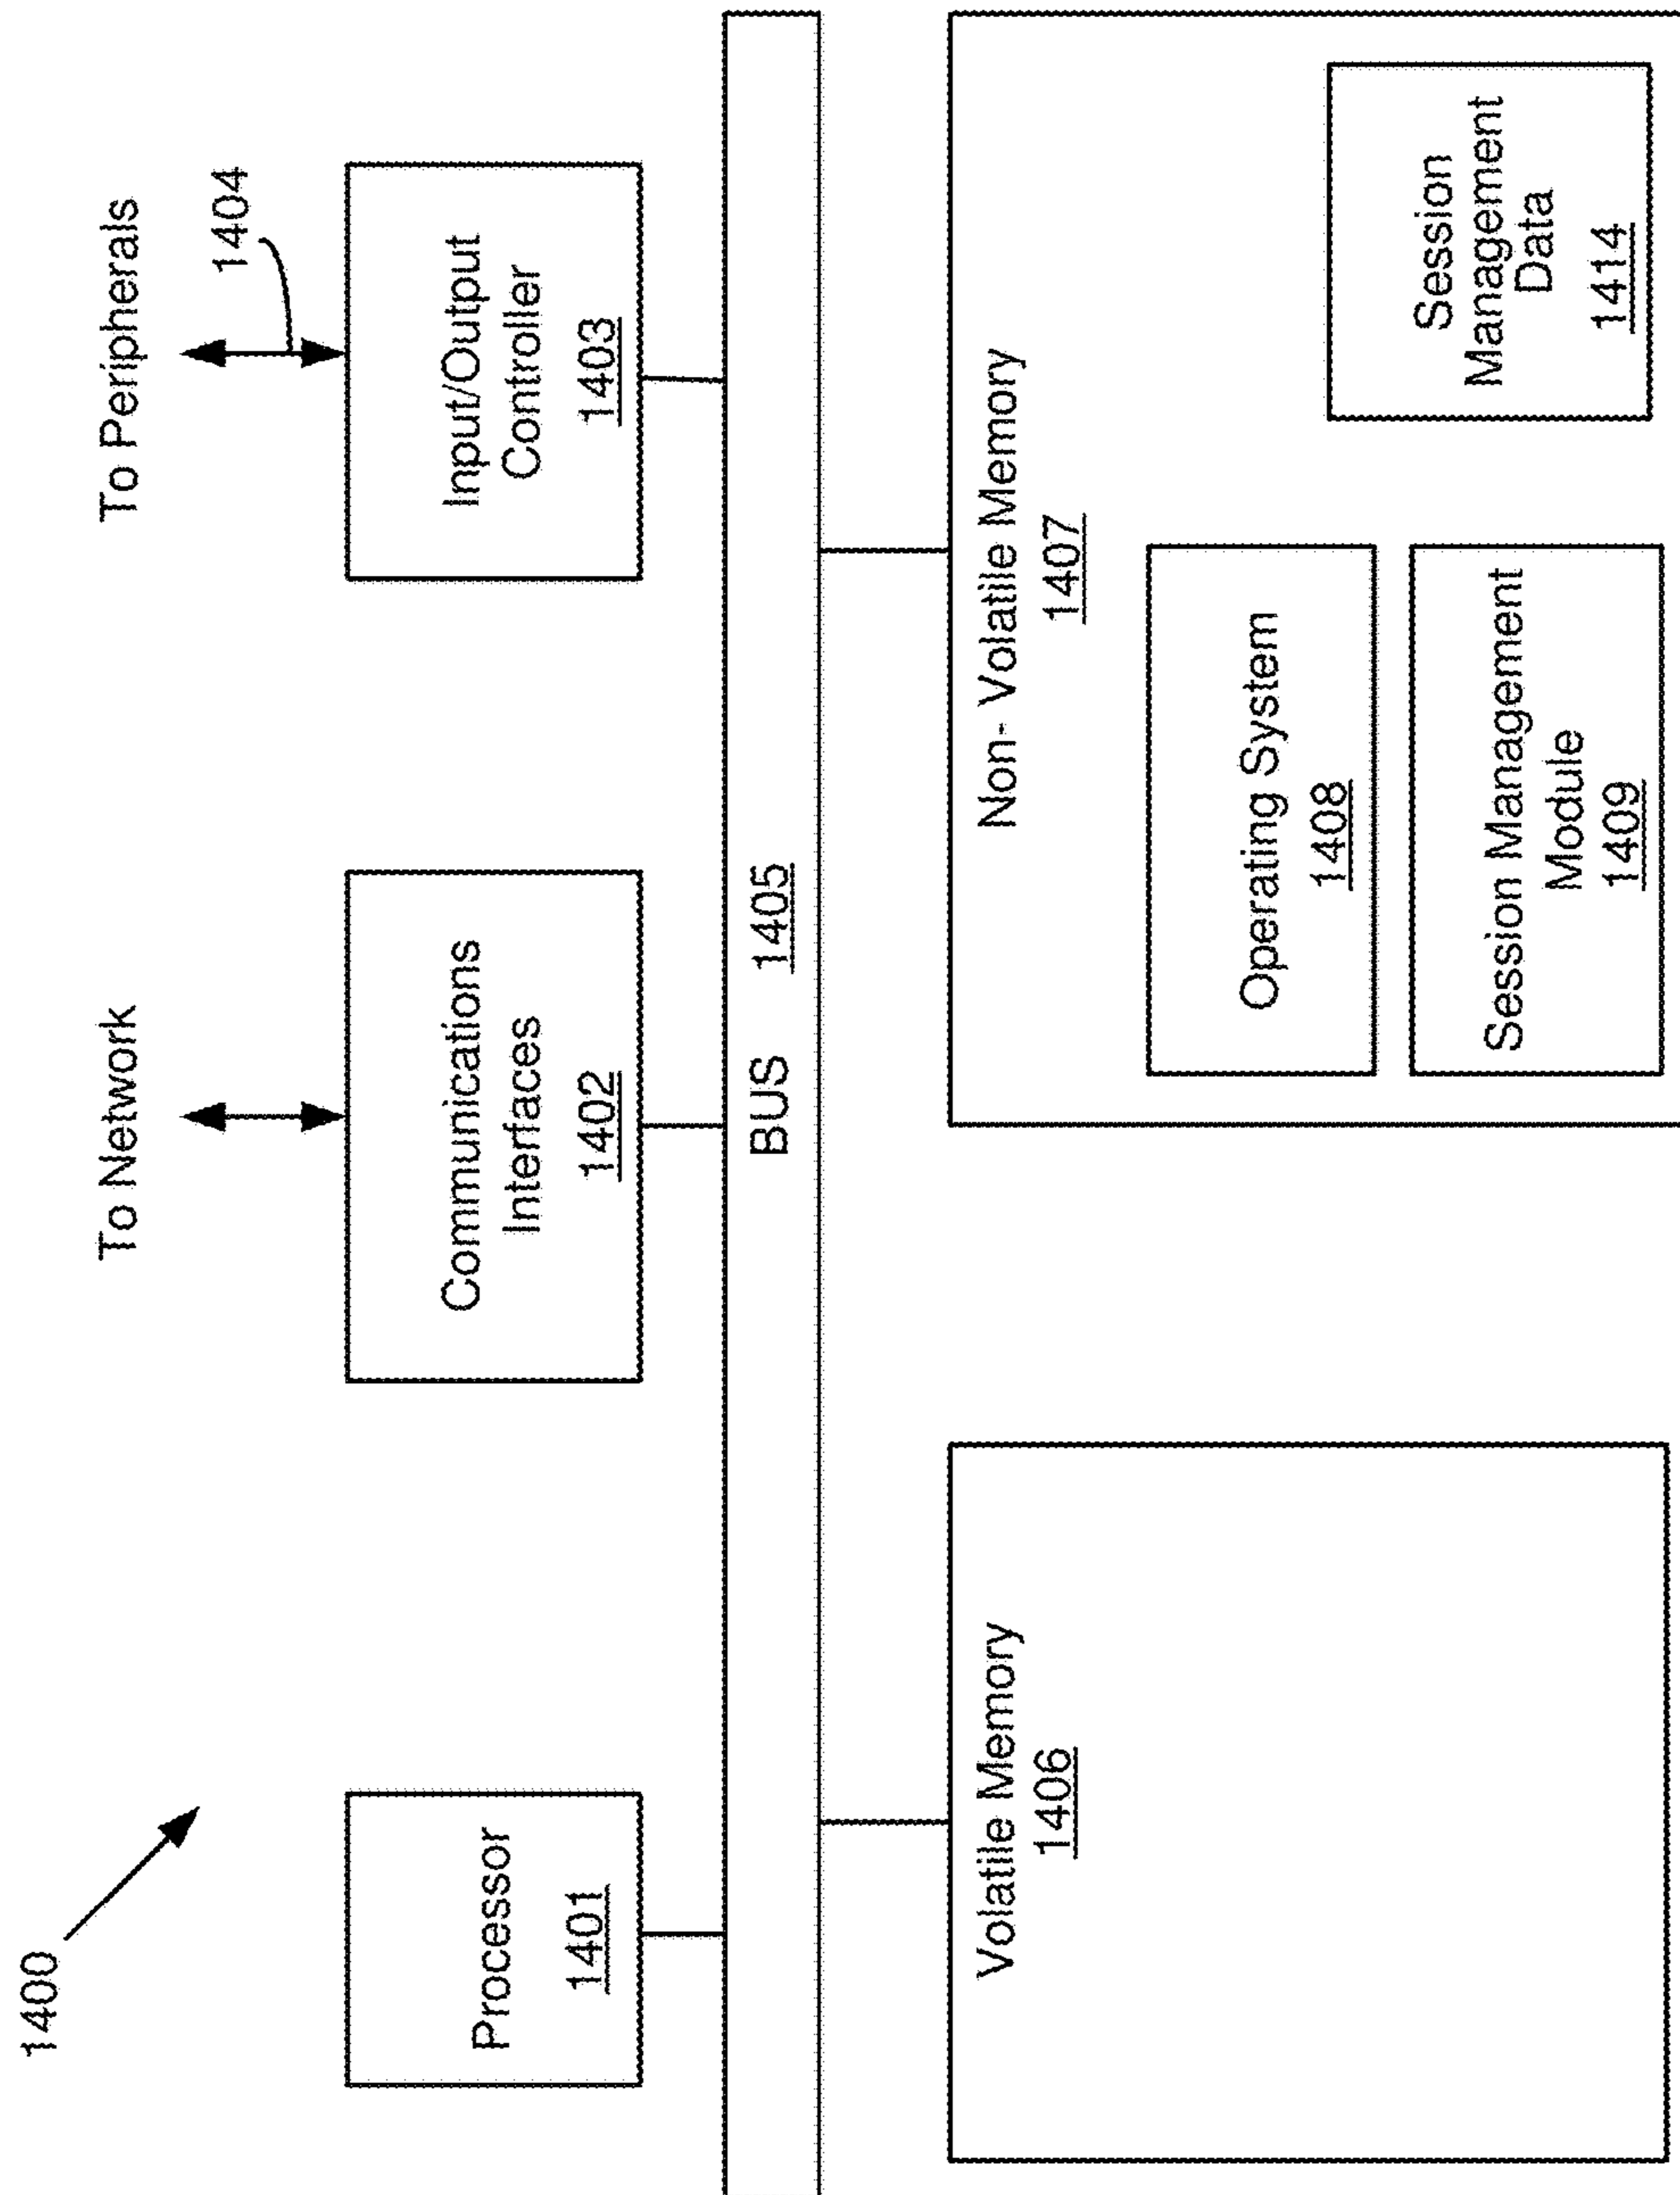 1400
To Network
To Peripherals
1404
Processor
1401
Communications
Interfaces
1402
Input/Output
Controller
1403
BUS 1405
Volatile Memory
1406
Non- Volatile Memory
1407
Operating System
1408
Session Management
Module
1409
Session
Management
Data
1414